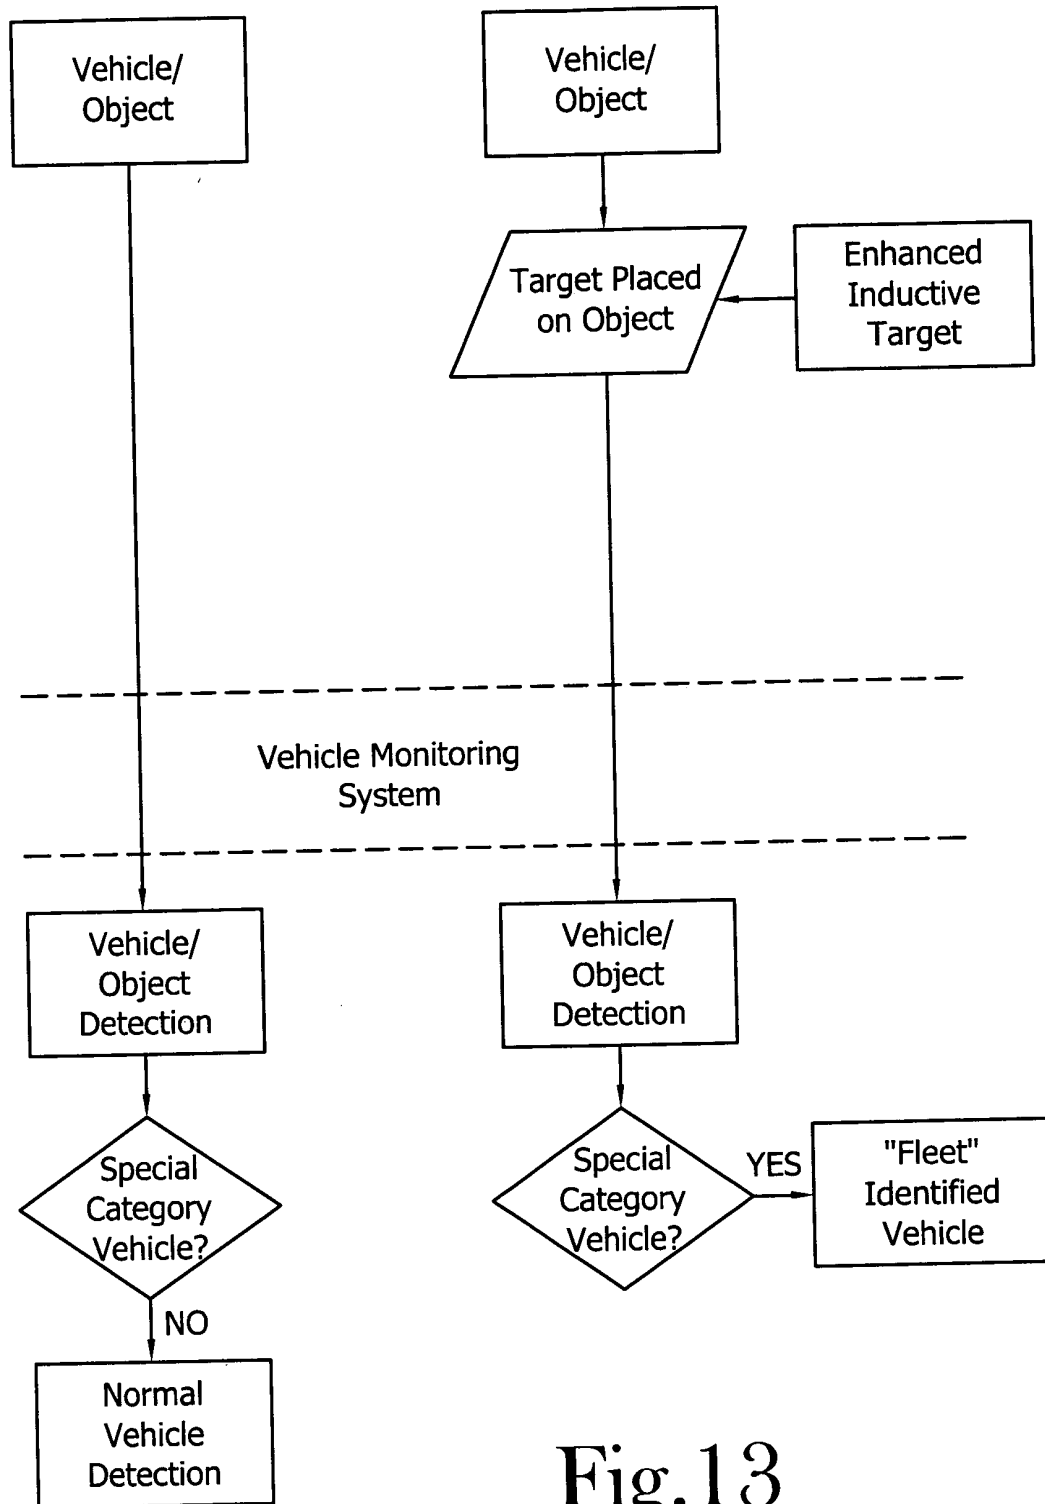 Vehicle/
Object
Vehicle/
Object
Target Placed
on Object
Enhanced
Inductive
Target
Vehicle Monitoring
System
Vehicle/
Object
Detection
Vehicle/
Object
Detection
Special
Category
Vehicle?
Special
Category
Vehicle?
YES
"Fleet"
Identified
Vehicle
NO
Normal
Vehicle
Detection
Fig.13